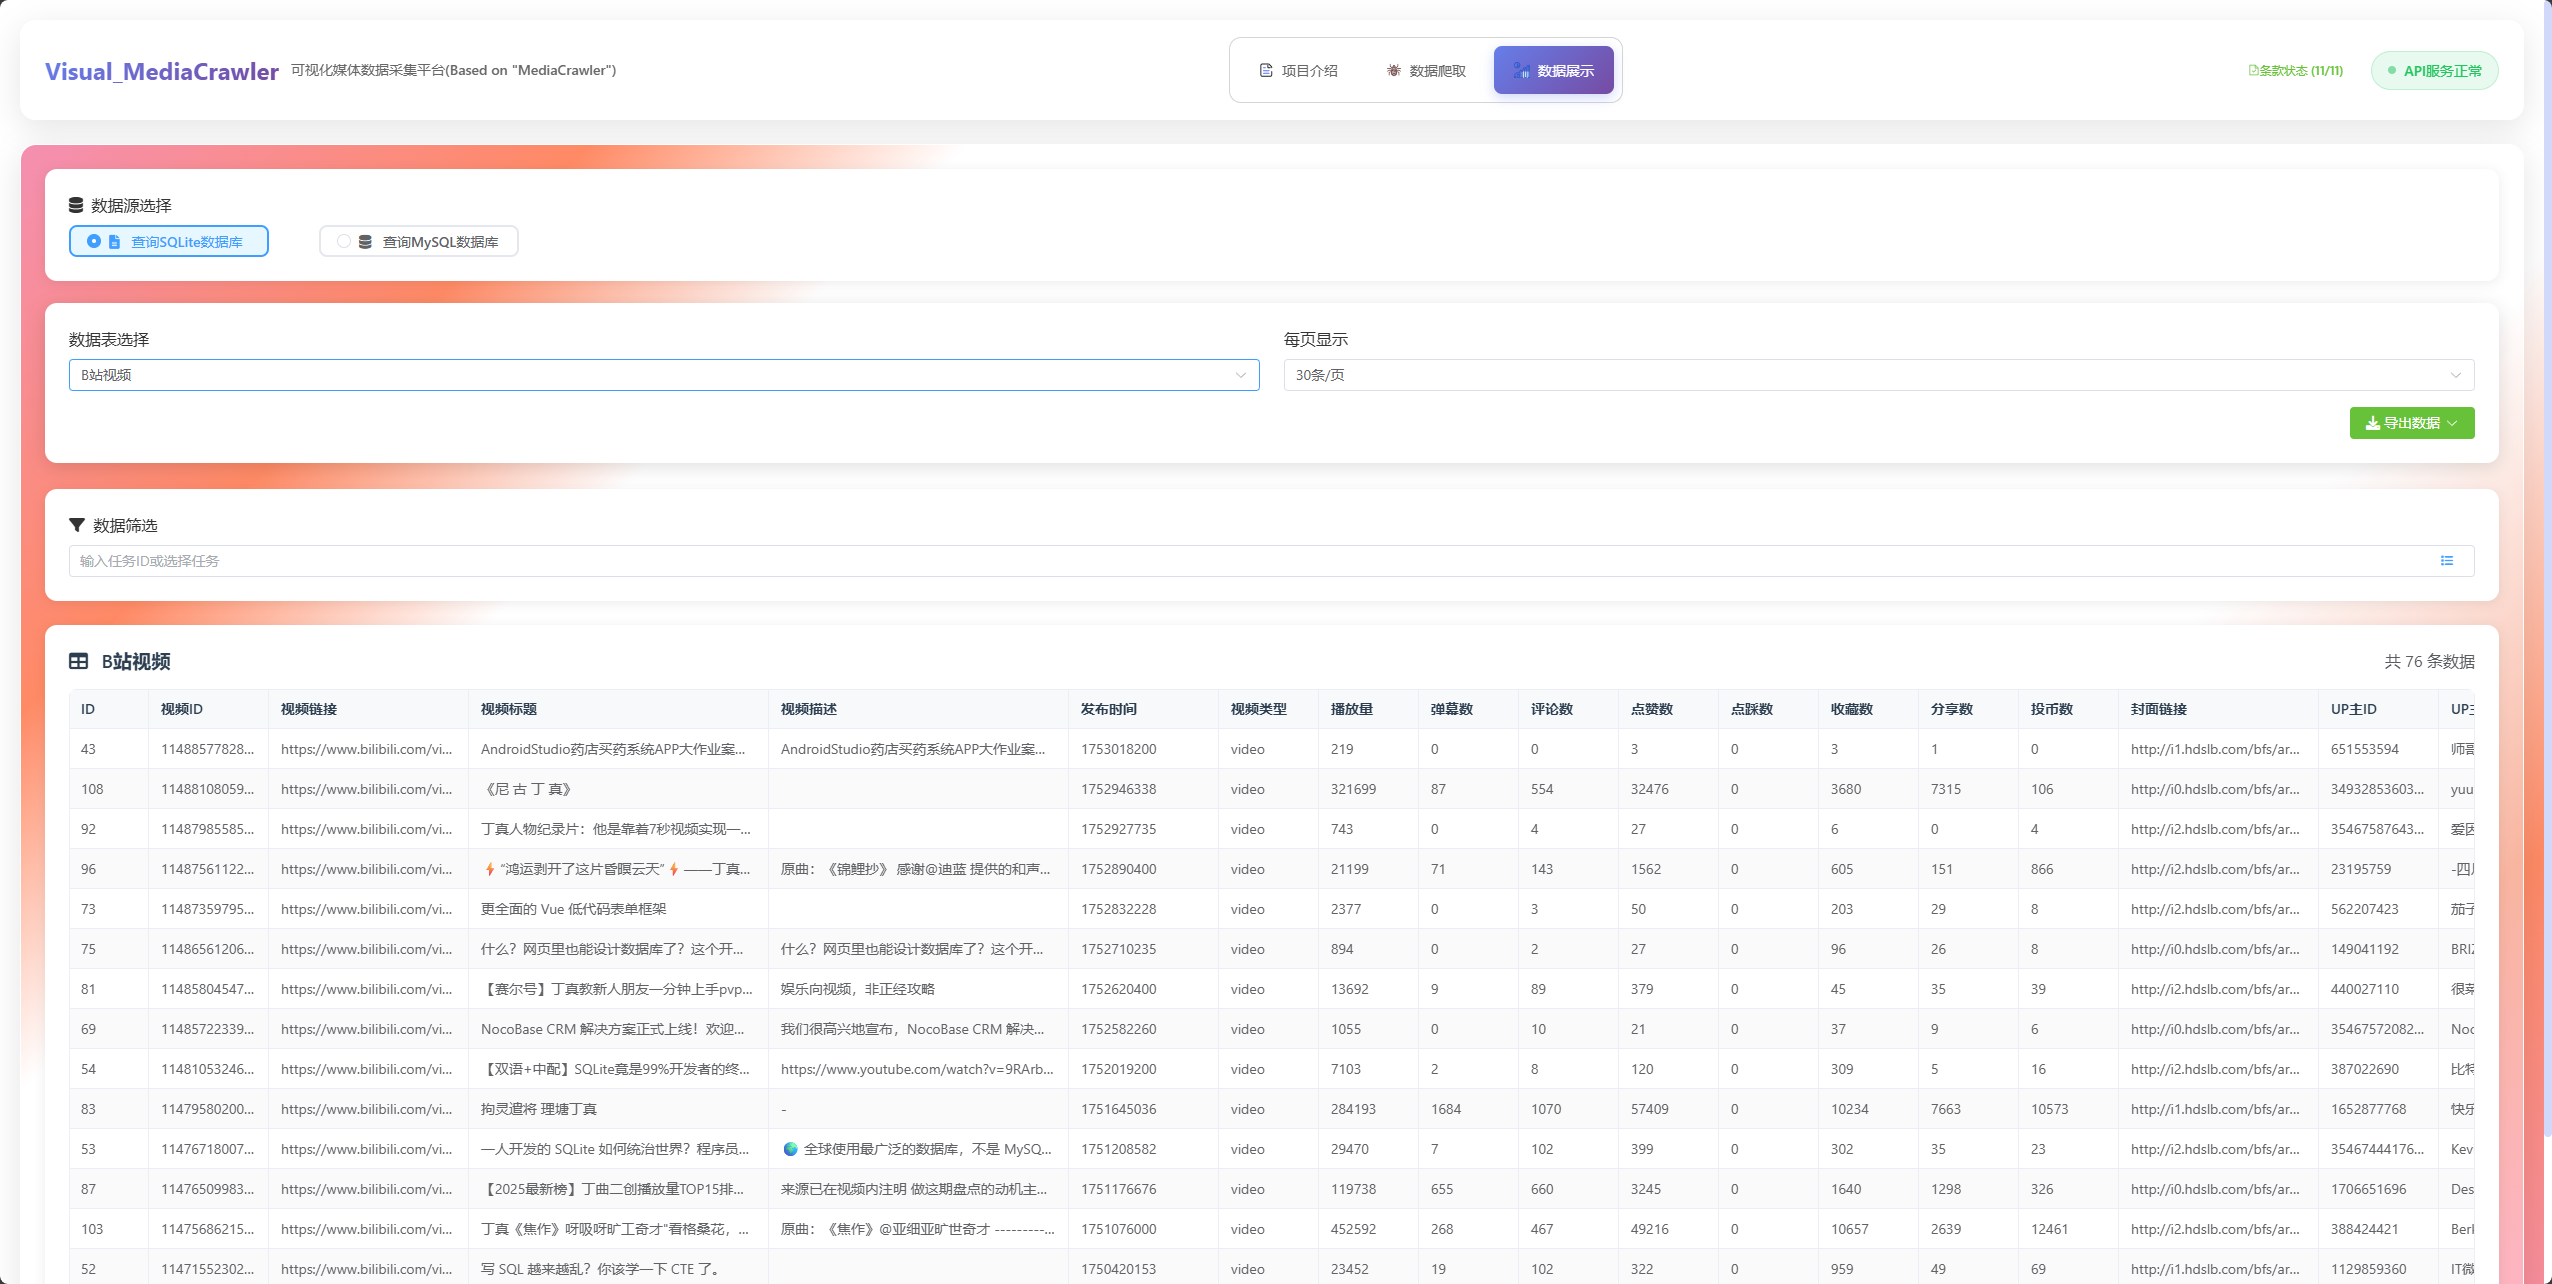 Visual_MediaCrawler 可视化媒体数据采集平台(Based on "MediaCrawler") 项目介绍 数据爬取 数据展示 条款状态 (11/11) API服务正常
数据源选择
查询SQLite数据库 查询MySQL数据库
数据表选择 每页显示
B站视频 30条/页
导出数据
数据筛选
输入任务ID或选择任务
B站视频 共 76 条数据
ID 视频ID 视频链接 视频标题 视频描述 发布时间 视频类型 播放量 弹幕数 评论数 点赞数 点踩数 收藏数 分享数 投币数 封面链接 UP主ID UP主
43 11488577828... https://www.bilibili.com/vi... AndroidStudio药店买药系统APP大作业案... AndroidStudio药店买药系统APP大作业案... 1753018200 video 219 0 0 3 0 3 1 0 http://i1.hdslb.com/bfs/ar... 651553594 师哥
108 11488108059... https://www.bilibili.com/vi... 《尼 古 丁 真》 1752946338 video 321699 87 554 32476 0 3680 7315 106 http://i0.hdslb.com/bfs/ar... 34932853603... yuu
92 11487985585... https://www.bilibili.com/vi... 丁真人物纪录片：他是靠着7秒视频实现一... 1752927735 video 743 0 4 27 0 6 0 4 http://i2.hdslb.com/bfs/ar... 35467587643... 爱因
96 11487561122... https://www.bilibili.com/vi... ⚡“鸿运剥开了这片昏暝云天”⚡——丁真... 原曲：《锦鲤抄》 感谢@迪蓝 提供的和声... 1752890400 video 21199 71 143 1562 0 605 151 866 http://i2.hdslb.com/bfs/ar... 23195759 -四
73 11487359795... https://www.bilibili.com/vi... 更全面的 Vue 低代码表单框架 1752832228 video 2377 0 3 50 0 203 29 8 http://i2.hdslb.com/bfs/ar... 562207423 茄子
75 11486561206... https://www.bilibili.com/vi... 什么？网页里也能设计数据库了？这个开... 什么？网页里也能设计数据库了？这个开... 1752710235 video 894 0 2 27 0 96 26 8 http://i0.hdslb.com/bfs/ar... 149041192 BRIZ
81 11485804547... https://www.bilibili.com/vi... 【赛尔号】丁真教新人朋友一分钟上手pvp... 娱乐向视频，非正经攻略 1752620400 video 13692 9 89 379 0 45 35 39 http://i2.hdslb.com/bfs/ar... 440027110 很菜
69 11485722339... https://www.bilibili.com/vi... NocoBase CRM 解决方案正式上线！欢迎... 我们很高兴地宣布，NocoBase CRM 解决... 1752582260 video 1055 0 10 21 0 37 9 6 http://i0.hdslb.com/bfs/ar... 35467572082... Noc
54 11481053246... https://www.bilibili.com/vi... 【双语+中配】SQLite竟是99%开发者的终... https://www.youtube.com/watch?v=9RArb... 1752019200 video 7103 2 8 120 0 309 5 16 http://i2.hdslb.com/bfs/ar... 387022690 比特
83 11479580200... https://www.bilibili.com/vi... 拘灵遣将 理塘丁真 - 1751645036 video 284193 1684 1070 57409 0 10234 7663 10573 http://i1.hdslb.com/bfs/ar... 1652877768 快乐
53 11476718007... https://www.bilibili.com/vi... 一人开发的 SQLite 如何统治世界？程序员... 🌍 全球使用最广泛的数据库，不是 MySQ... 1751208582 video 29470 7 102 399 0 302 35 23 http://i2.hdslb.com/bfs/ar... 35467444176... Kev
87 11476509983... https://www.bilibili.com/vi... 【2025最新榜】丁曲二创播放量TOP15排... 来源已在视频内注明 做这期盘点的动机主... 1751176676 video 119738 655 660 3245 0 1640 1298 326 http://i0.hdslb.com/bfs/ar... 1706651696 Des
103 11475686215... https://www.bilibili.com/vi... 丁真《焦作》呀吸呀旷工奇才“看格桑花，... 原曲：《焦作》@亚细亚旷世奇才 ----------... 1751076000 video 452592 268 467 49216 0 10657 2639 12461 http://i2.hdslb.com/bfs/ar... 388424421 Berl
52 11471552302... https://www.bilibili.com/vi... 写 SQL 越来越乱？你该学一下 CTE 了。 1750420153 video 23452 19 102 322 0 959 49 69 http://i1.hdslb.com/bfs/ar... 1129859360 IT微